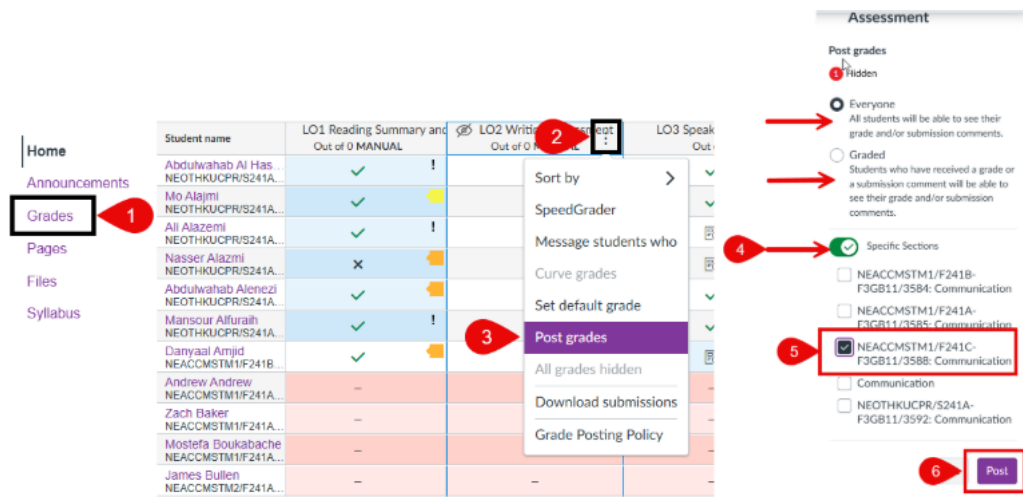 Home
Announcements
Grades
1
Pages
Files
Syllabus
Student name
LO1 Reading Summary and
Out of 0 MANUAL
LO2
2
Out of 0
LO3 Speak
Out
Abdulwahab Al Has...
NEOTHKUCPR/S241A...
Mo Alajmi
NEOTHKUCPR/S241A...
Ali Alazemi
NEOTHKUCPR/S241A...
Nasser Alazmi
NEOTHKUCPR/S241A...
Abdulwahab Alenezi
NEOTHKUCPR/S241A...
Mansour Alfuraih
NEOTHKUCPR/S241A...
Danyaal Amjid
NEACCMSTM1/F241B...
Andrew Andrew
NEACCMSTM1/F241A...
Zach Baker
NEACCMSTM1/F241A...
Mostefa Boukabache
NEACCMSTM1/F241A...
James Bullen
NEACCMSTM2/F241A...
Sort by
SpeedGrader
Message students who
Curve grades
Set default grade
3
Post grades
All grades hidden
Download submissions
Grade Posting Policy
Assessment
Post grades
1 Hidden
Everyone
All students will be able to see their
grade and/or submission comments.
Graded
Students who have received a grade or
a submission comment will be able to
see their grade and/or submission
comments.
4
Specific Sections
NEACCMSTM1/F241B-
F3GB11/3584: Communication
NEACCMSTM1/F241A-
F3GB11/3585: Communication
5
NEACCMSTM1/F241C-
F3GB11/3588: Communication
Communication
NEOTHKUCPR/S241A-
F3GB11/3592: Communication
6
Post